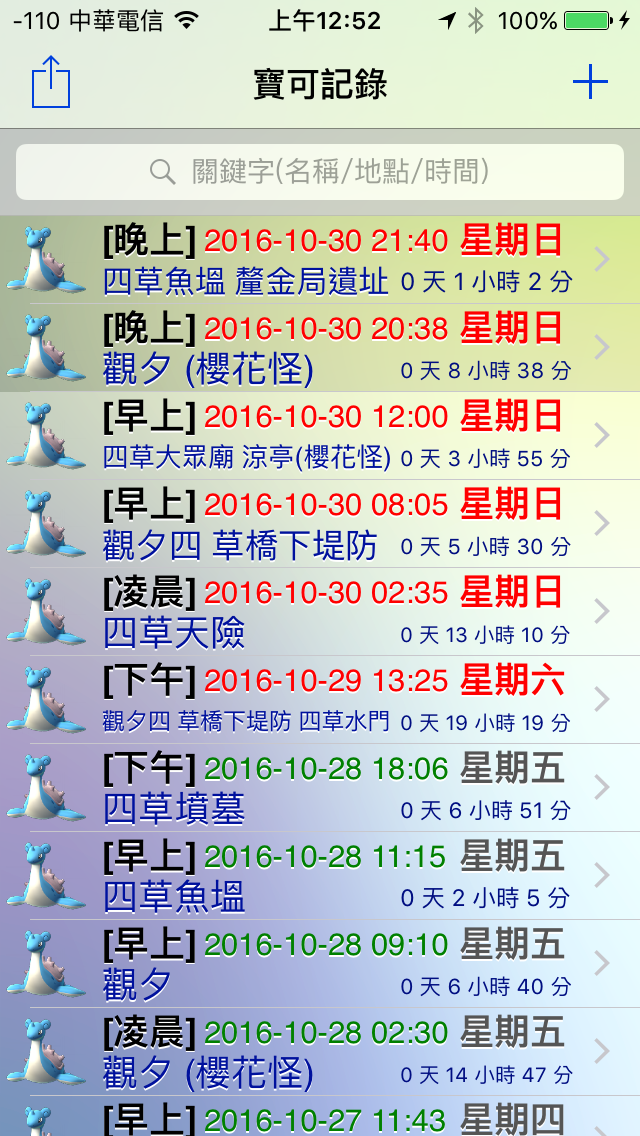 -110 中華電信 上午12:52 100%
寶可記錄
關鍵字(名稱/地點/時間)
[晚上] 2016-10-30 21:40 星期日
四草魚塭 釐金局遺址 0 天 1 小時 2 分
[晚上] 2016-10-30 20:38 星期日
觀夕 (櫻花怪) 0 天 8 小時 38 分
[早上] 2016-10-30 12:00 星期日
四草大眾廟 涼亭(櫻花怪) 0 天 3 小時 55 分
[早上] 2016-10-30 08:05 星期日
觀夕四 草橋下堤防 0 天 5 小時 30 分
[凌晨] 2016-10-30 02:35 星期日
四草天險 0 天 13 小時 10 分
[下午] 2016-10-29 13:25 星期六
觀夕四 草橋下堤防 四草水門 0 天 19 小時 19 分
[下午] 2016-10-28 18:06 星期五
四草墳墓 0 天 6 小時 51 分
[早上] 2016-10-28 11:15 星期五
四草魚塭 0 天 2 小時 5 分
[早上] 2016-10-28 09:10 星期五
觀夕 0 天 6 小時 40 分
[凌晨] 2016-10-28 02:30 星期五
觀夕 (櫻花怪) 0 天 14 小時 47 分
[早上] 2016-10-27 11:43 星期四